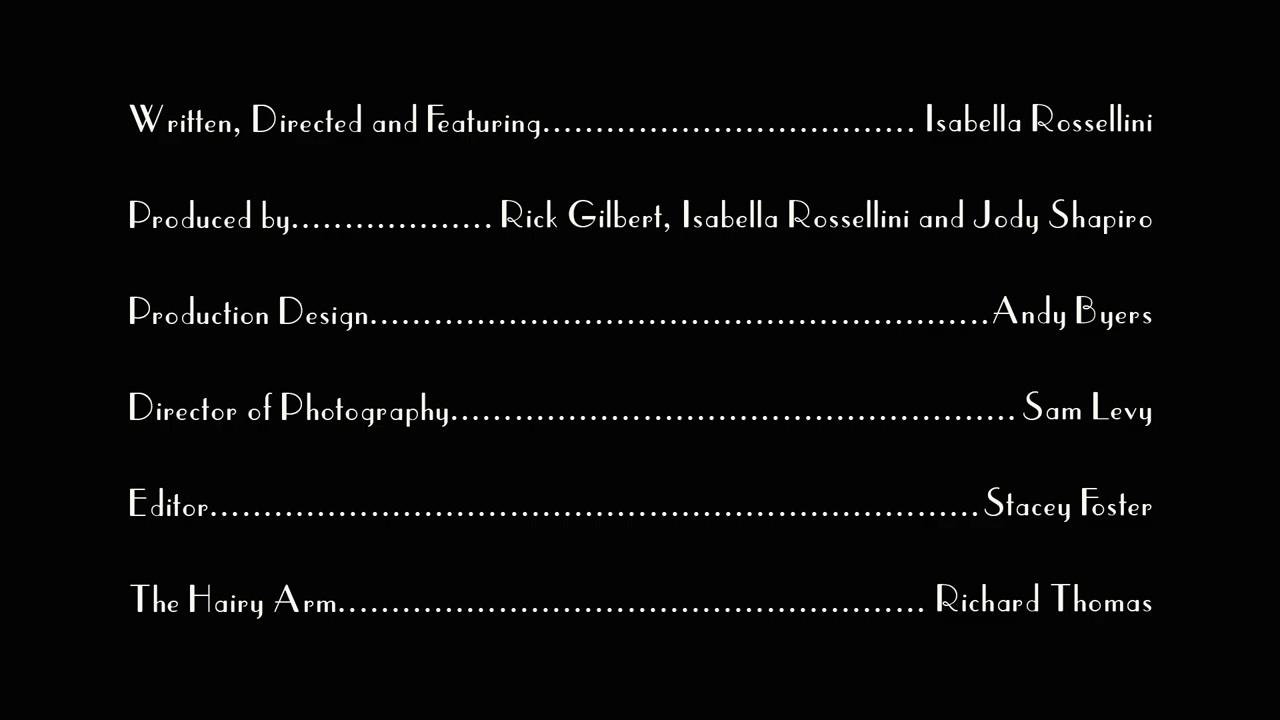 Written, Directed and Featuring................................... Isabella Rossellini
Produced by................... Rick Gilbert, Isabella Rossellini and Jody Shapiro
Production Design..........................................................Andy Byers
Director of Photography..................................................... Sam Levy
Editor........................................................................Stacey Foster
The Hairy Arm....................................................... Richard Thomas